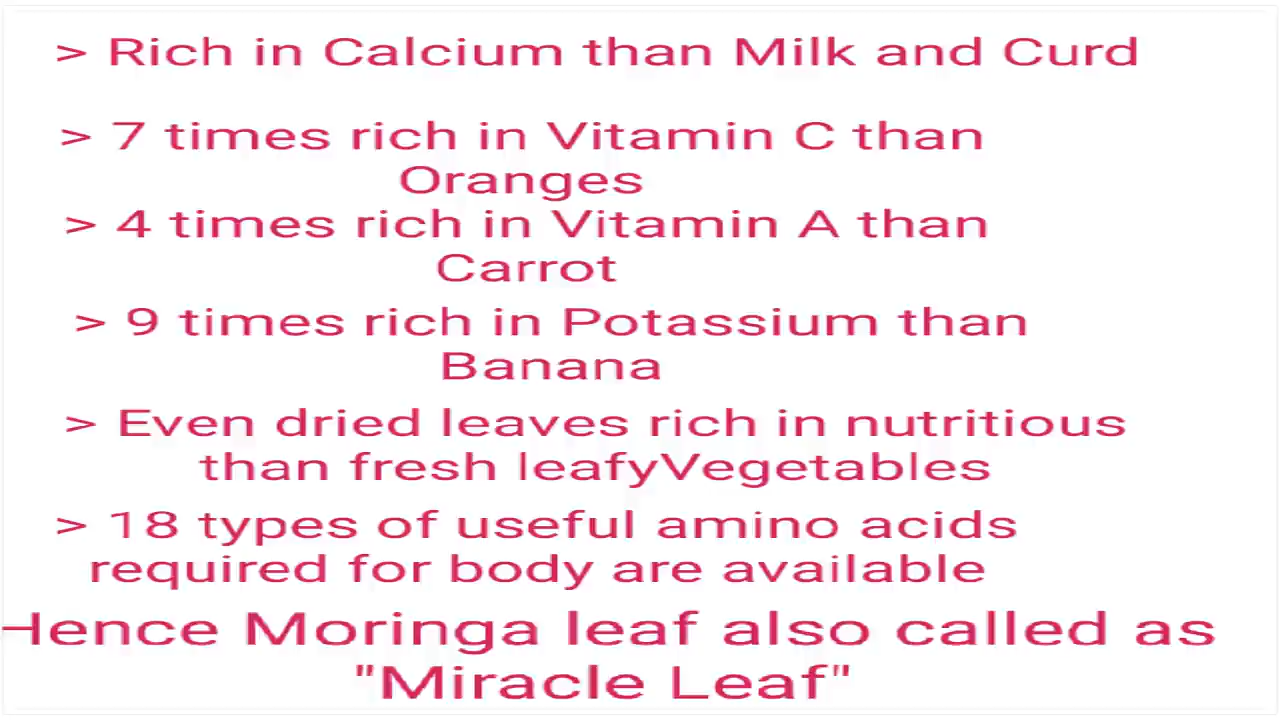 > Rich in Calcium than Milk and Curd
> 7 times rich in Vitamin C than
Oranges
> 4 times rich in Vitamin A than
Carrot
> 9 times rich in Potassium than
Banana
> Even dried leaves rich in nutritious
than fresh leafyVegetables
> 18 types of useful amino acids
required for body are available
Hence Moringa leaf also called as
"Miracle Leaf"